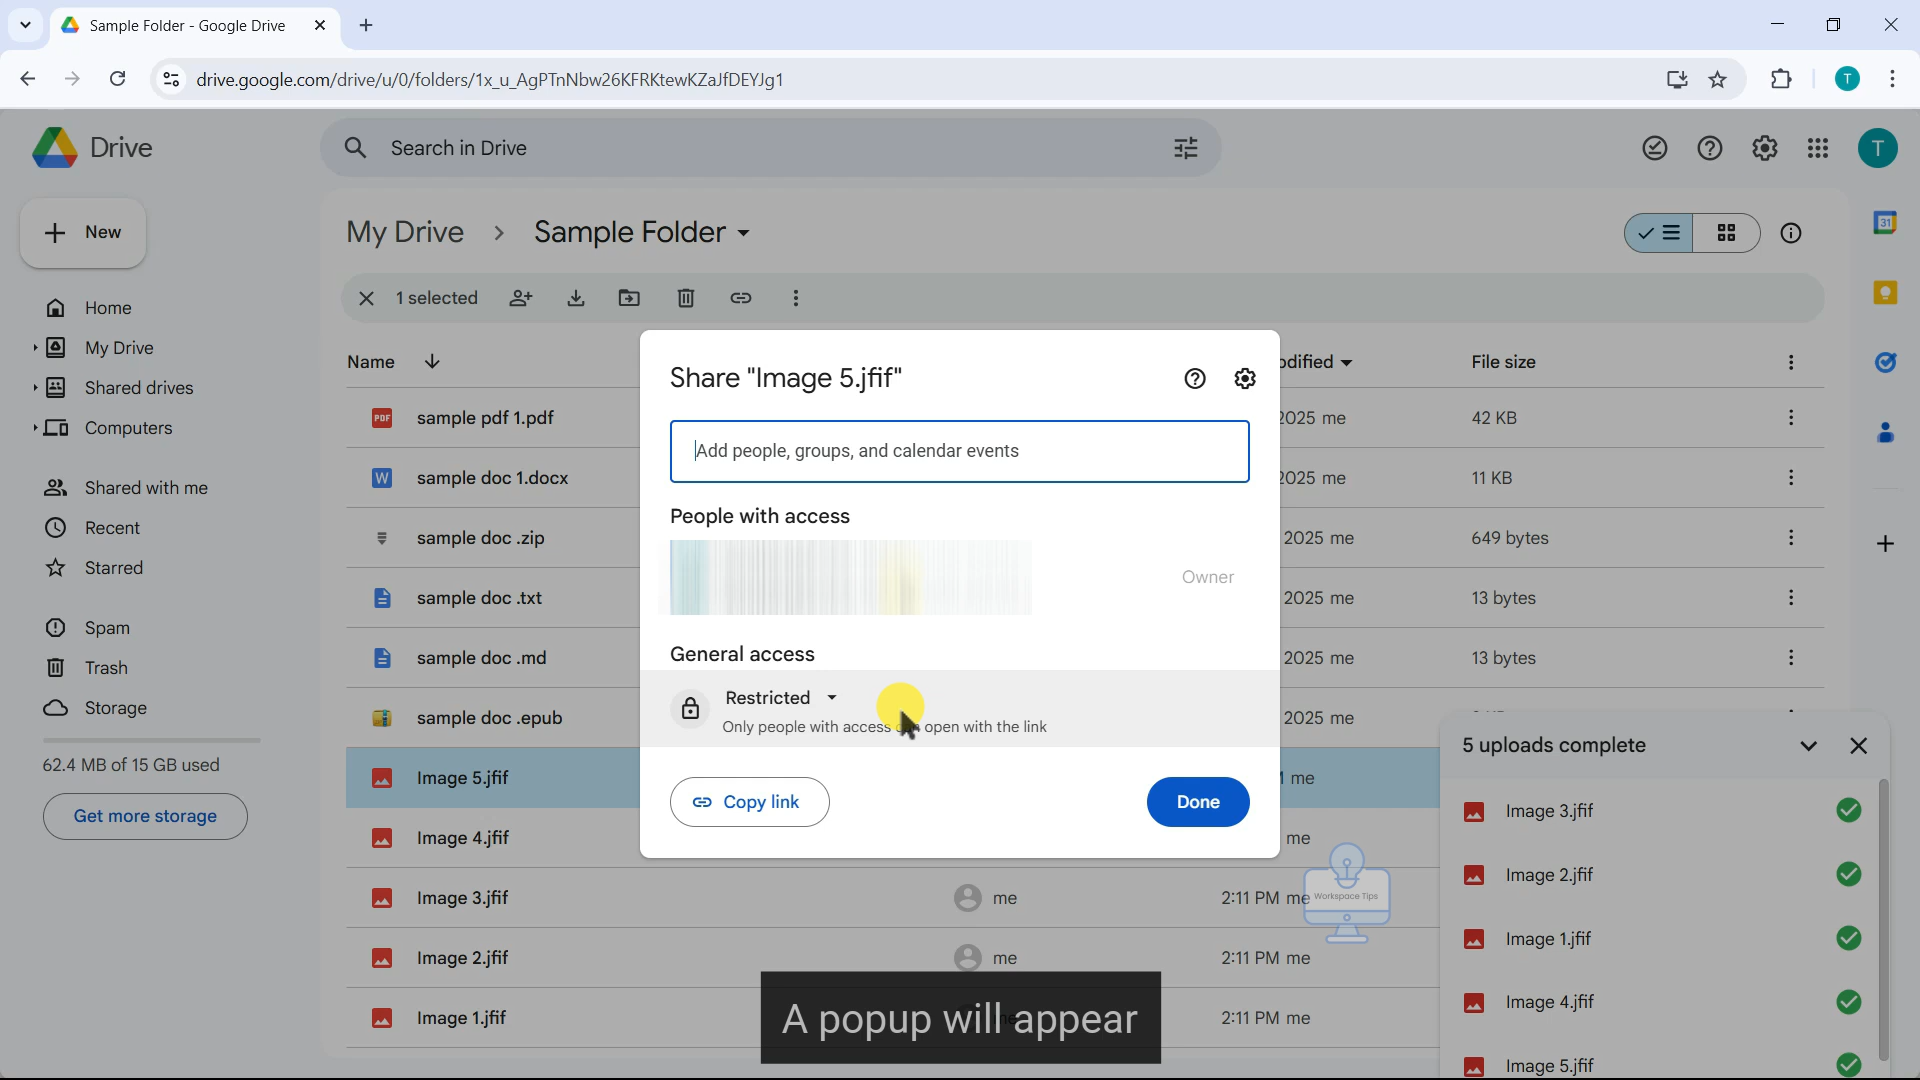 Sample Folder - Google Drive
drive.google.com/drive/u/0/folders/1x_u_AgPTnNbw26KFRKtewKZaJfDEYJg1
T
Drive
Search in Drive
T
New
My Drive > Sample Folder
31
1 selected
Home
My Drive
Shared drives
Computers
Shared with me
Recent
Starred
Spam
Trash
Storage
62.4 MB of 15 GB used
Get more storage
Name
odified
File size
PDF sample pdf 1.pdf
2025 me
42 KB
W sample doc 1.docx
2025 me
11 KB
sample doc .zip
2025 me
649 bytes
sample doc .txt
2025 me
13 bytes
sample doc .md
2025 me
13 bytes
sample doc .epub
2025 me
Image 5.jfif
me
Image 4.jfif
me
Image 3.jfif
me
2:11 PM me
Image 2.jfif
me
2:11 PM me
Image 1.jfif
2:11 PM me
Share "Image 5.jfif"
Add people, groups, and calendar events
People with access
Owner
General access
Restricted
Only people with access can open with the link
Copy link
Done
Workspace Tips
5 uploads complete
Image 3.jfif
Image 2.jfif
Image 1.jfif
Image 4.jfif
Image 5.jfif
A popup will appear